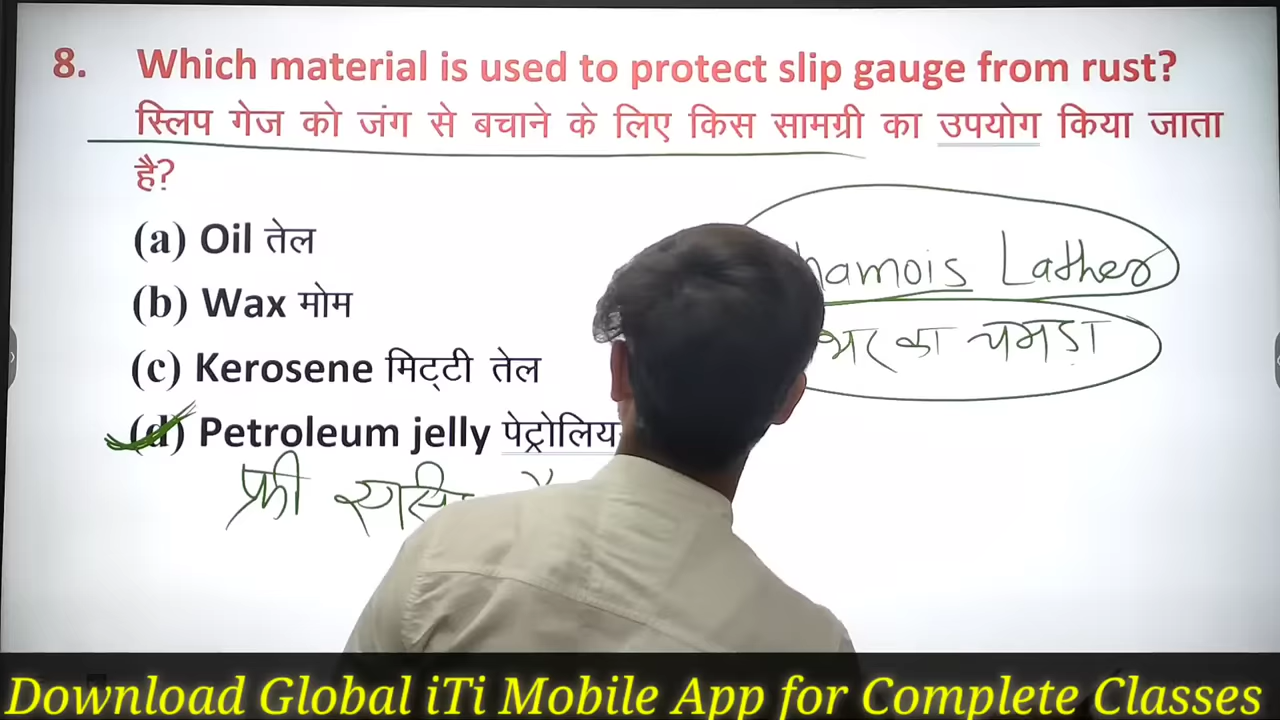 8. Which material is used to protect slip gauge from rust?
स्लिप गेज को जंग से बचाने के लिए किस सामग्री का उपयोग किया जाता
है?
(a) Oil तेल
(b) Wax मोम
(c) Kerosene मिट्टी तेल
(d) Petroleum jelly पेट्रोलिय
hamois Lather
का चमडा
फ्री
Download Global iTi Mobile App for Complete Classes